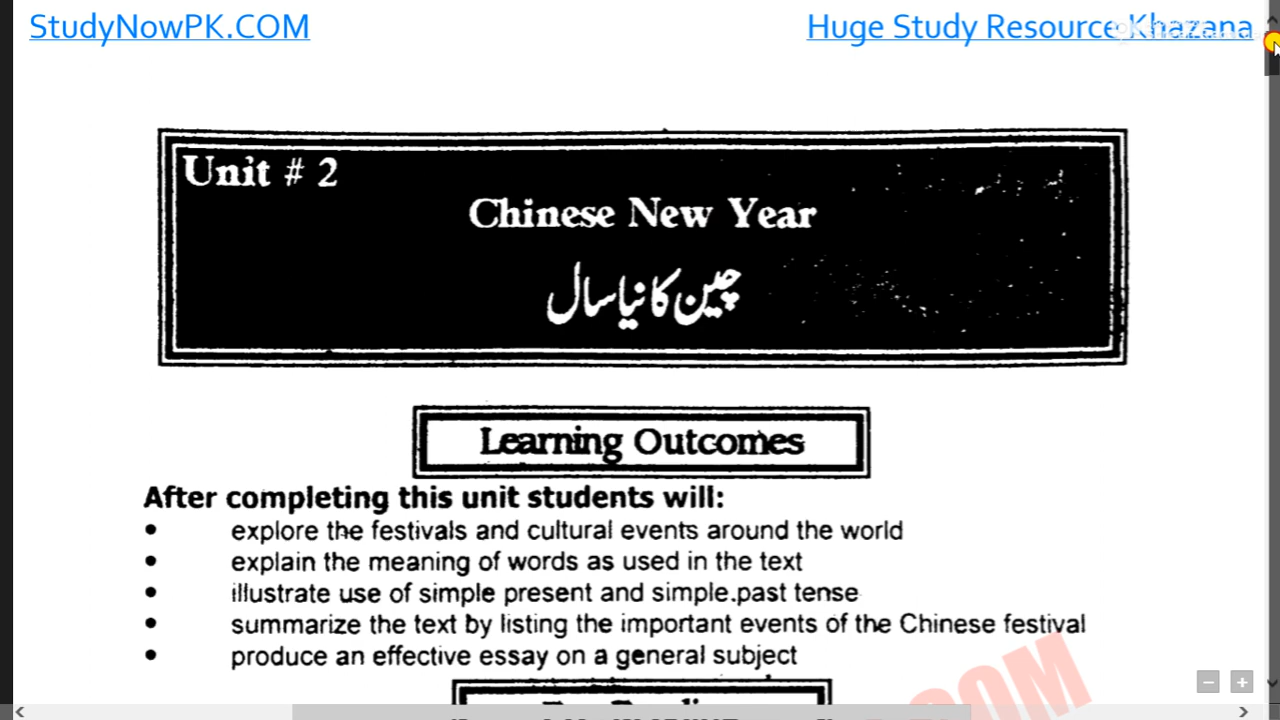 StudyNowPK.COM
Huge Study Resource Khazana
Unit # 2
Chinese New Year
چین کا نیا سال
Learning Outcomes
After completing this unit students will:
• explore the festivals and cultural events around the world
• explain the meaning of words as used in the text
• illustrate use of simple present and simple.past tense
• summarize the text by listing the important events of the Chinese festival
• produce an effective essay on a general subject
COM